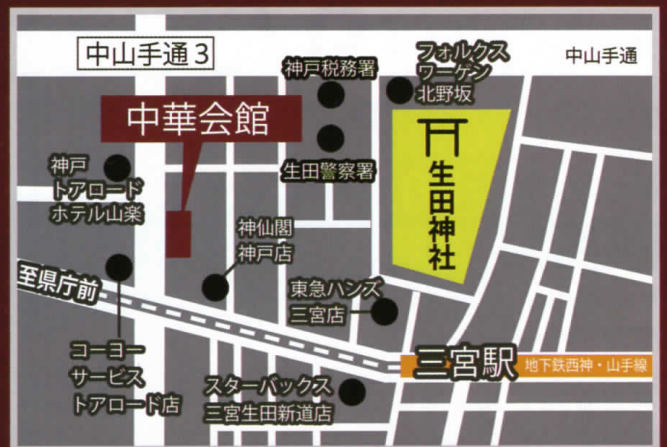 中山手通3
中山手通
神戸税務署
フォルクス
ワーゲン
北野坂
中華会館
生田警察署
神戸
トアロード
ホテル山楽
生田神社
神仙閣
神戸店
至県庁前
東急ハンズ
三宮店
コーヨー
サービス
トアロード店
スターバックス
三宮生田新道店
三宮駅
地下鉄西神・山手線